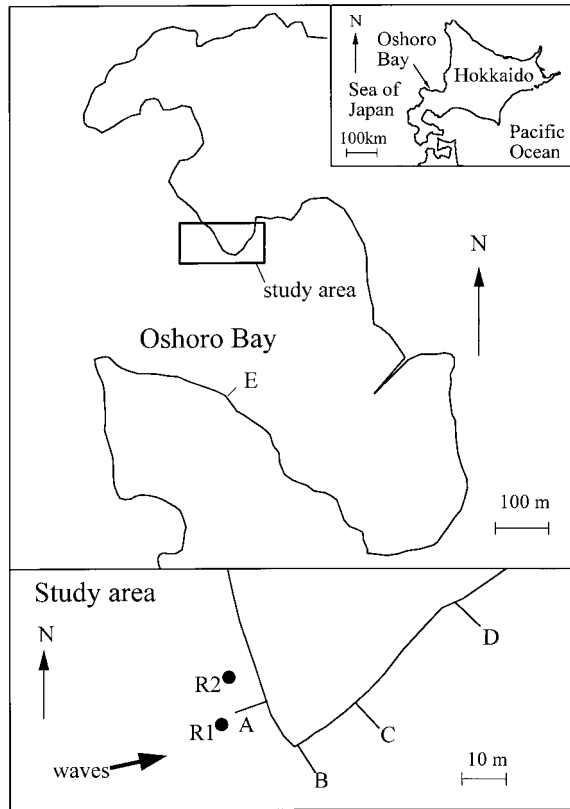 N
Oshoro
Bay
Hokkaido
Sea of
Japan
Pacific
Ocean
100km
N
study area
Oshoro Bay
E
100 m
Study area
N
R2
R1
A
D
C
B
waves
10 m